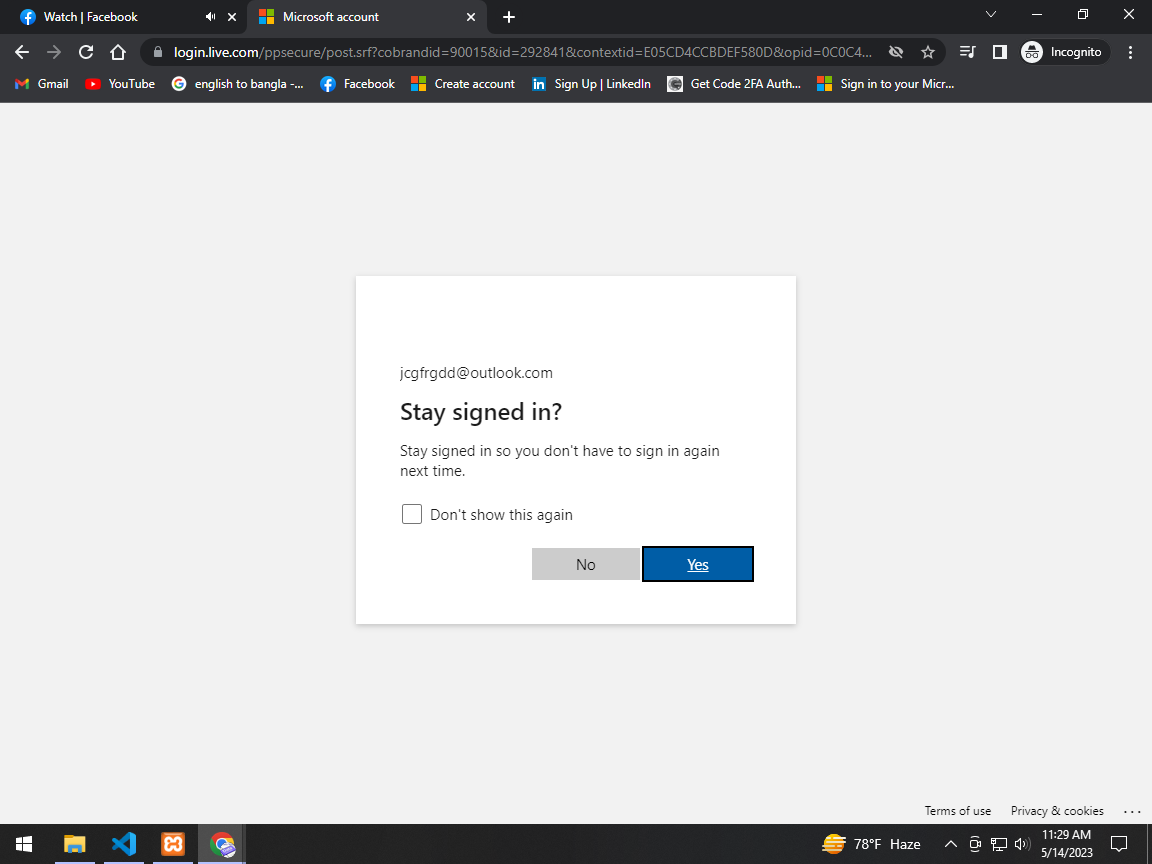 Watch | Facebook
Microsoft account
login.live.com/ppsecure/post.srf?cobrandid=90015&id=292841&contextid=E05CD4CCBDEF580D&opid=0C0C4...
Incognito
Gmail
YouTube
english to bangla -...
Facebook
Create account
in
Sign Up | LinkedIn
Get Code 2FA Auth...
Sign in to your Micr...
jcgfrgdd@outlook.com
Stay signed in?
Stay signed in so you don't have to sign in again
next time.
Don't show this again
No
Yes
Terms of use
Privacy & cookies
...
78°F Haze
11:29 AM
5/14/2023